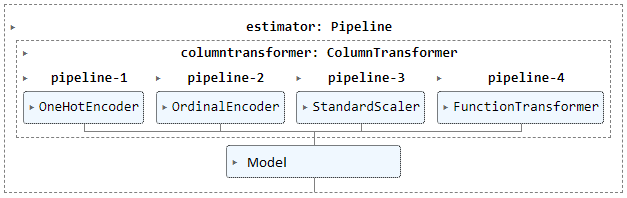 estimator: Pipeline
columntransformer: ColumnTransformer
pipeline-1 pipeline-2 pipeline-3 pipeline-4
OneHotEncoder OrdinalEncoder StandardScaler FunctionTransformer
Model